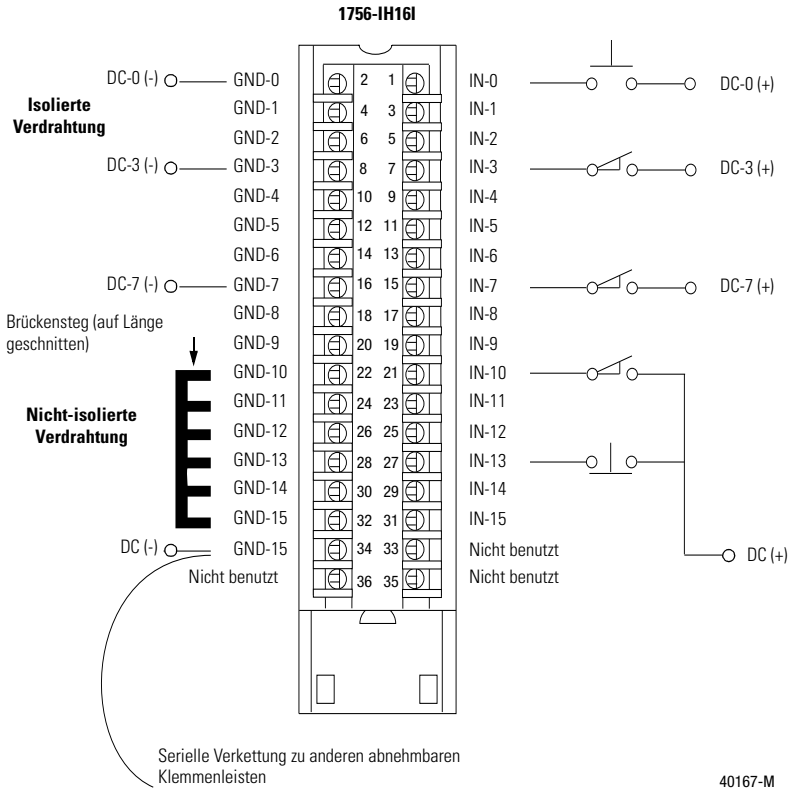 1756-IH16I
DC-0 (-) GND-0 2 1 IN-0 DC-0 (+)
Isolierte
Verdrahtung
GND-1 4 3 IN-1
GND-2 6 5 IN-2
DC-3 (-) GND-3 8 7 IN-3 DC-3 (+)
GND-4 10 9 IN-4
GND-5 12 11 IN-5
GND-6 14 13 IN-6
DC-7 (-) GND-7 16 15 IN-7 DC-7 (+)
Brückensteg (auf Länge
geschnitten)
GND-8 18 17 IN-8
GND-9 20 19 IN-9
GND-10 22 21 IN-10
Nicht-isolierte
Verdrahtung
GND-11 24 23 IN-11
GND-12 26 25 IN-12
GND-13 28 27 IN-13
GND-14 30 29 IN-14
GND-15 32 31 IN-15
DC (-) GND-15 34 33 Nicht benutzt DC (+)
Nicht benutzt 36 35 Nicht benutzt
Serielle Verkettung zu anderen abnehmbaren
Klemmenleisten
40167-M